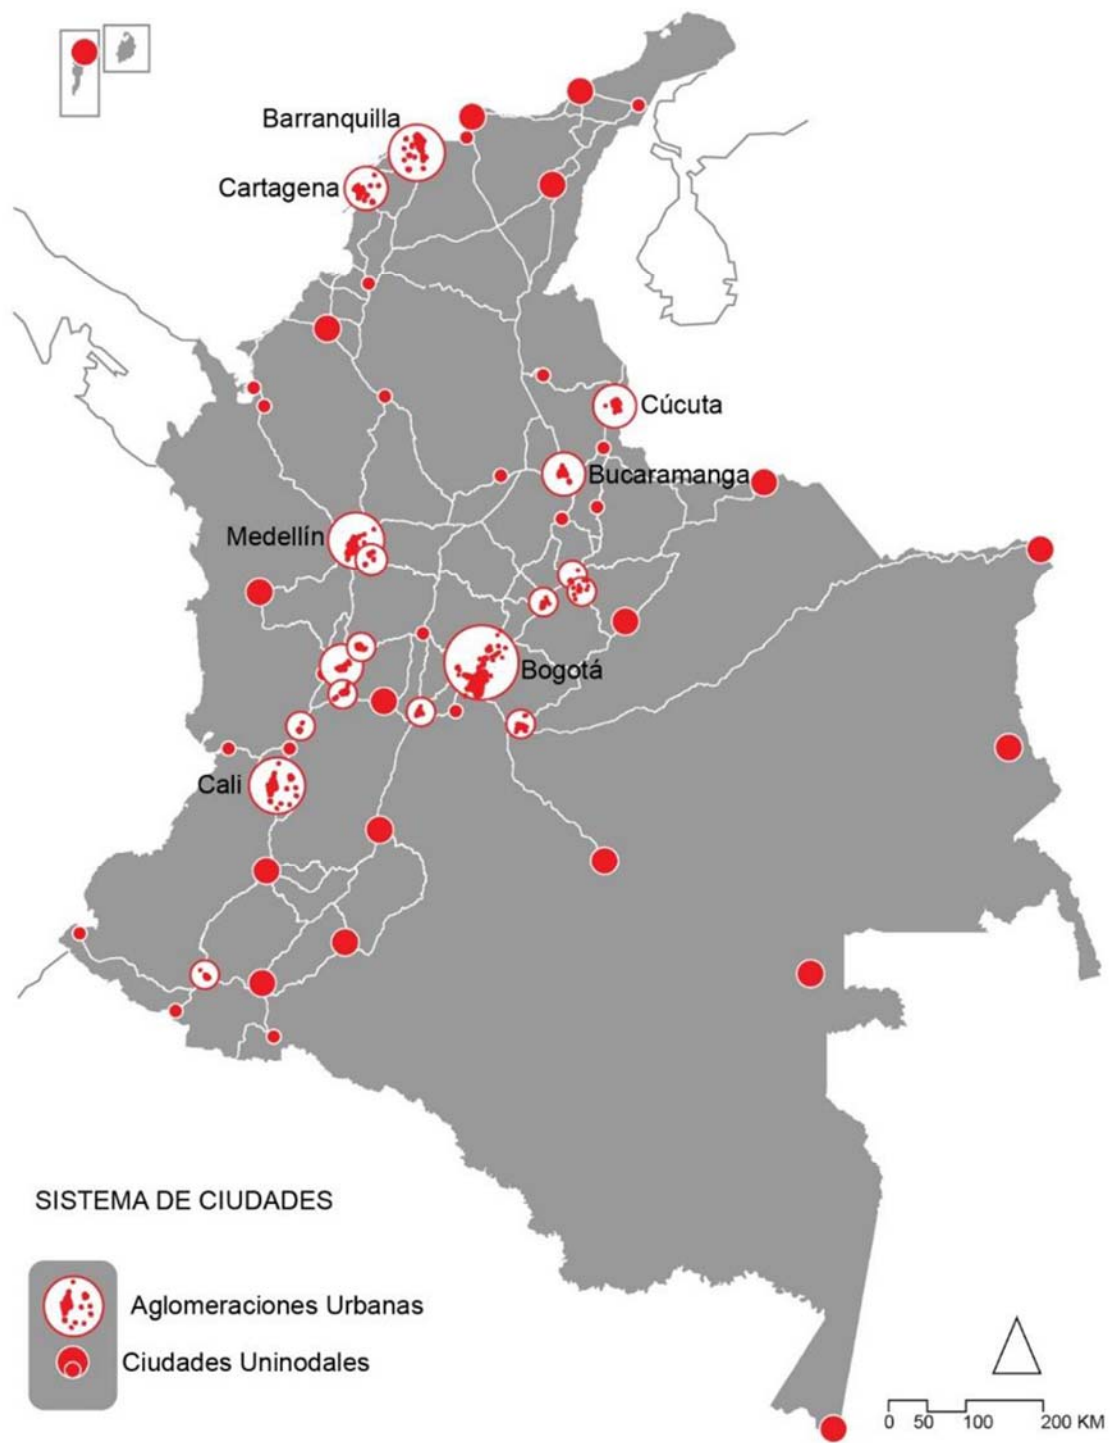 Barranquilla
Cartagena
Cúcuta
Bucaramanga
Medellín
Bogotá
Cali
SISTEMA DE CIUDADES
Aglomeraciones Urbanas
Ciudades Uninodales
0 50 100 200 KM